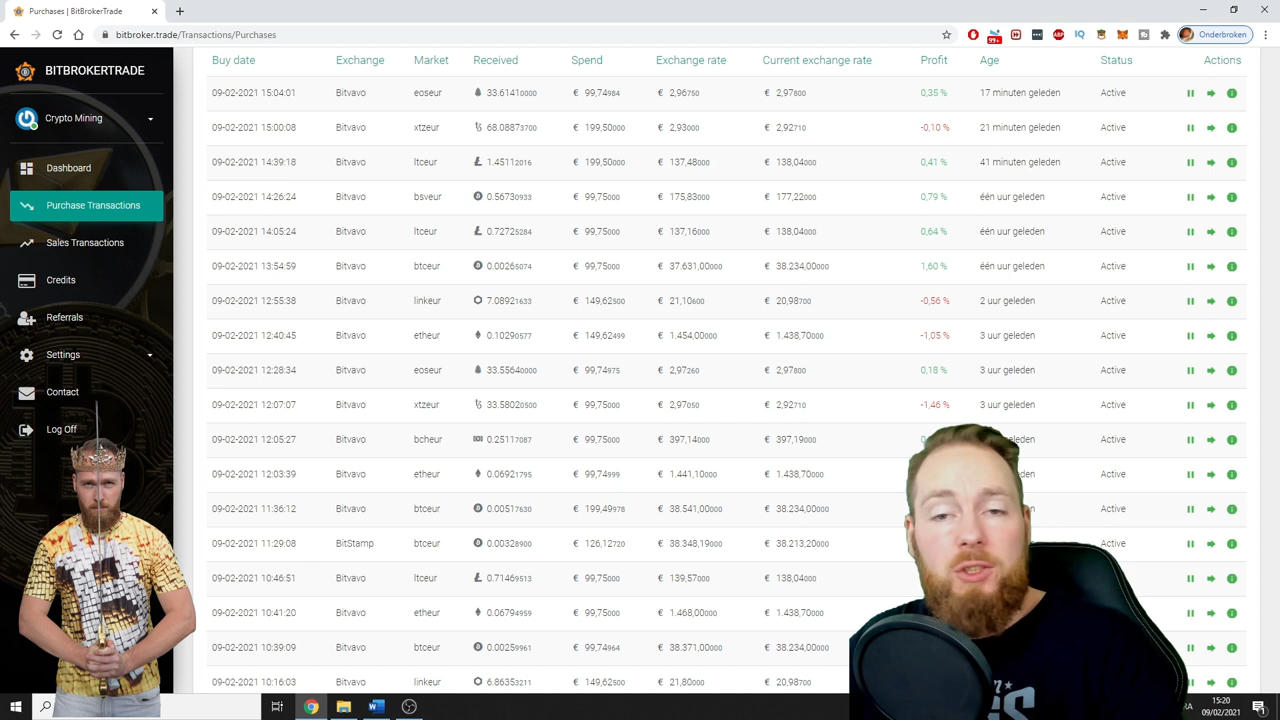 Purchases | BitBrokerTrade
bitbroker.trade/Transactions/Purchases
99+
ABP
IQ
Onderbroken
BITBROKERTRADE
Crypto Mining
Dashboard
Purchase Transactions
Sales Transactions
Credits
Referrals
Settings
Contact
Log Off
Buy date Exchange Market Received Spend Exchange rate Current exchange rate Profit Age Status Actions
09-02-2021 15:04:01 Bitvavo eoseur 33.61410000 € 99,74984 € 2,96750 € 2,97800 0,35 % 17 minuten geleden Active
09-02-2021 15:00:08 Bitvavo xtzeur 68.08873700 € 199,50000 € 2,93000 € 2,92710 -0,10 % 21 minuten geleden Active
09-02-2021 14:39:18 Bitvavo ltceur 1.45112016 € 199,50000 € 137,48000 € 138,04000 0,41 % 41 minuten geleden Active
09-02-2021 14:26:24 Bitvavo bsveur 0.56730933 € 99,75000 € 175,83000 € 177,22000 0,79 % één uur geleden Active
09-02-2021 14:05:24 Bitvavo ltceur 0.72725284 € 99,75000 € 137,16000 € 138,04000 0,64 % één uur geleden Active
09-02-2021 13:54:59 Bitvavo btceur 0.00265074 € 99,75000 € 37.631,00000 € 38.234,00000 1,60 % één uur geleden Active
09-02-2021 12:55:38 Bitvavo linkeur 7.08921633 € 149,62500 € 21,10600 € 20,98700 -0,56 % 2 uur geleden Active
09-02-2021 12:40:45 Bitvavo etheur 0.10290577 € 149,62499 € 1.454,00000 € 1.438,70000 -1,05 % 3 uur geleden Active
09-02-2021 12:28:34 Bitvavo eoseur 33.55640000 € 99,74975 € 2,97260 € 2,97800 0,18 % 3 uur geleden Active
09-02-2021 12:07:07 Bitvavo xtzeur 33.58020500 € 99,75000 € 2,97050 € 2,92710 -1,46 % 3 uur geleden Active
09-02-2021 12:05:27 Bitvavo bcheur 0.25117087 € 99,75000 € 397,14000 € 397,19000 Active
09-02-2021 12:03:39 Bitvavo etheur 0.06921795 € 99,74999 € 1.441,10000 € 1.438,70000 Active
09-02-2021 11:36:12 Bitvavo btceur 0.00517630 € 199,49978 € 38.541,00000 € 38.234,00000 Active
09-02-2021 11:29:08 BitStamp btceur 0.00328900 € 126,12720 € 38.348,19000 € 38.213,20000 Active
09-02-2021 10:46:51 Bitvavo ltceur 0.71469513 € 99,75000 € 139,57000 € 138,04000 Active
09-02-2021 10:41:20 Bitvavo etheur 0.06794959 € 99,75000 € 1.468,00000 € 1.438,70000
09-02-2021 10:39:09 Bitvavo btceur 0.00259961 € 99,74964 € 38.371,00000 € 38.234,00000
09-02-2021 10:16:03 Bitvavo linkeur 6.86353211 € 149,62500 € 21,80000 € 20,98700
15:20
09/02/2021